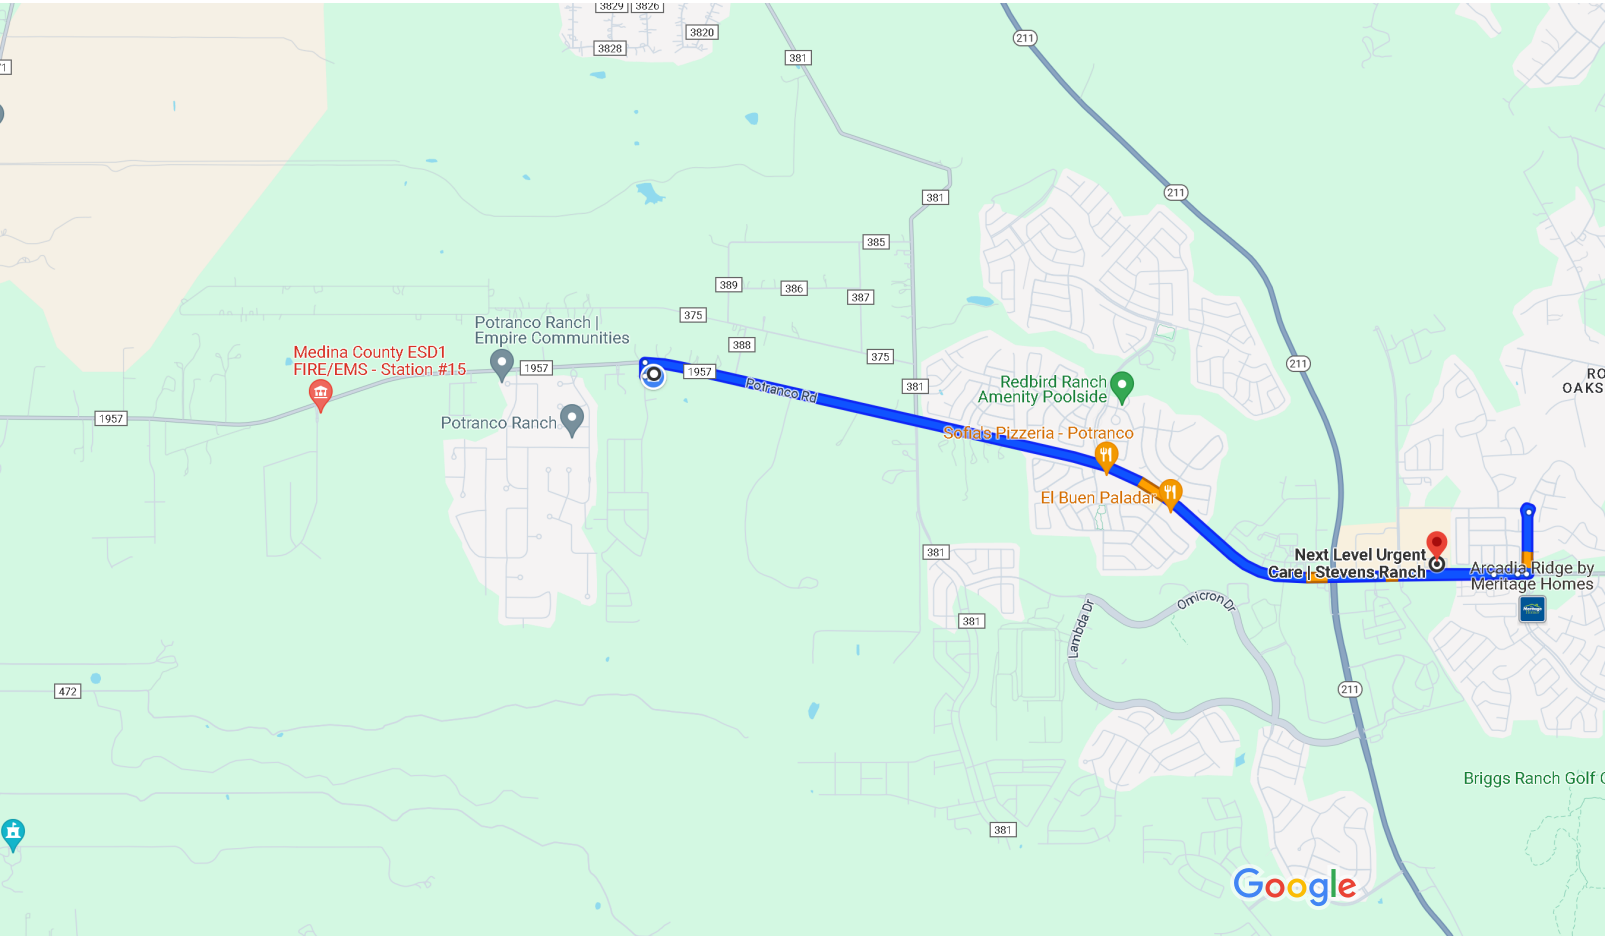 3829
3826
3820
3828
381
211
71
211
381
385
389
386
387
375
Potranco Ranch |
Empire Communities
388
Medina County ESD1
FIRE/EMS - Station #15
375
211
1957
1957
381
Potranco Rd
Redbird Ranch
Amenity Poolside
RO
OAKS
1957
Potranco Ranch
Sofia's Pizzeria - Potranco
El Buen Paladar
381
Next Level Urgent
Care | Stevens Ranch
Arcadia Ridge by
Meritage Homes
Meritage
Lambda Dr
Omicron Dr
381
472
211
Briggs Ranch Golf C
381
Google